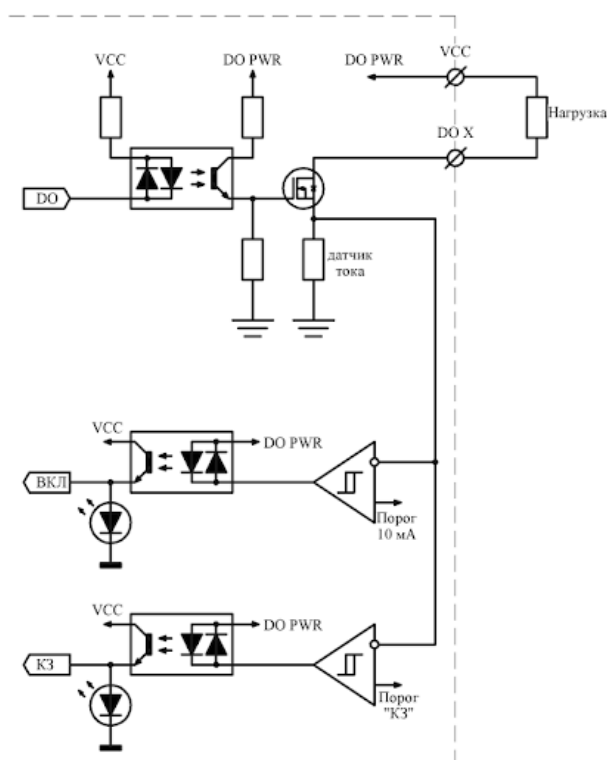 VCC
DO PWR
DO PWR
VCC
Нагрузка
DO X
DO
датчик
тока
VCC
DO PWR
ВКЛ
Порог
10 мА
VCC
DO PWR
КЗ
Порог
"КЗ"